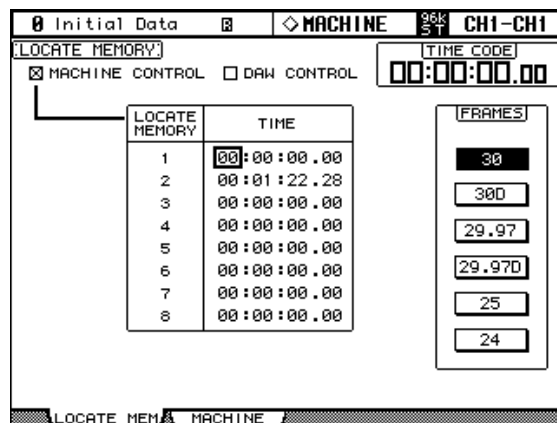 0 Initial Data R ◇MACHINE 96k ST CH1-CH1
LOCATE MEMORY
TIME CODE
☒ MACHINE CONTROL ☐ DAW CONTROL
00:00:00.00
LOCATE MEMORY TIME
FRAMES
1 00:00:00.00
30
2 00:01:22.28
30D
3 00:00:00.00
4 00:00:00.00
29.97
5 00:00:00.00
6 00:00:00.00
29.97D
7 00:00:00.00
25
8 00:00:00.00
24
LOCATE MEM MACHINE